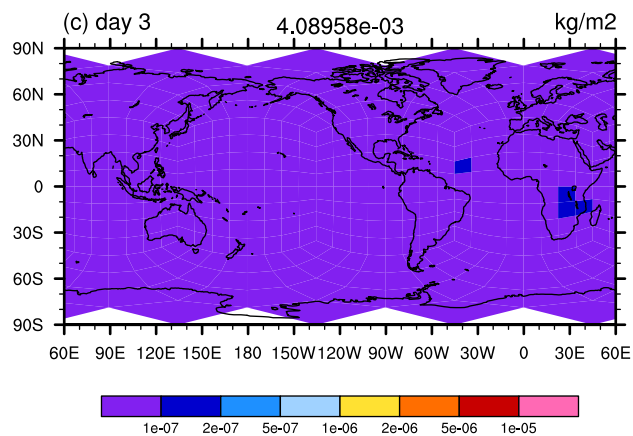 (c) day 3 4.08958e-03 kg/m2
90N
60N
30N
0
30S
60S
90S
60E 90E 120E 150E 180 150W 120W 90W 60W 30W 0 30E 60E
1e-07 2e-07 5e-07 1e-06 2e-06 5e-06 1e-05